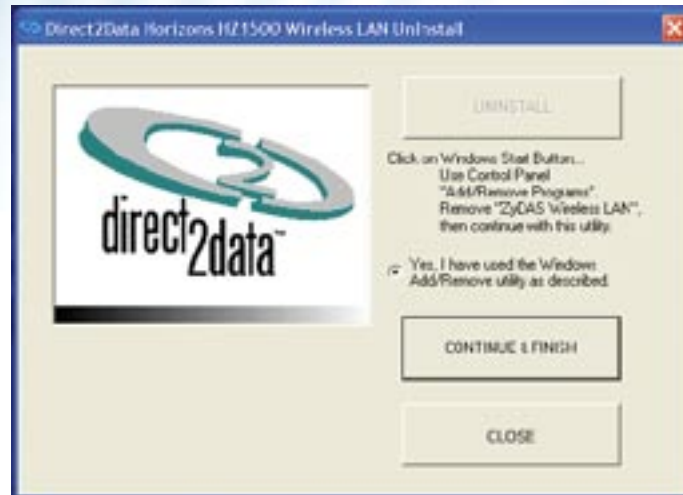 Direct2Data Horizons HZ1500 Wireless LAN Uninstall
direct2data™
UNINSTALL
Click on Windows Start Button...
Use Control Panel
"Add/Remove Programs"
Remove "ZyDAS Wireless LAN",
then continue with this utility.
Yes, I have used the Windows
Add/Remove utility as described.
CONTINUE & FINISH
CLOSE